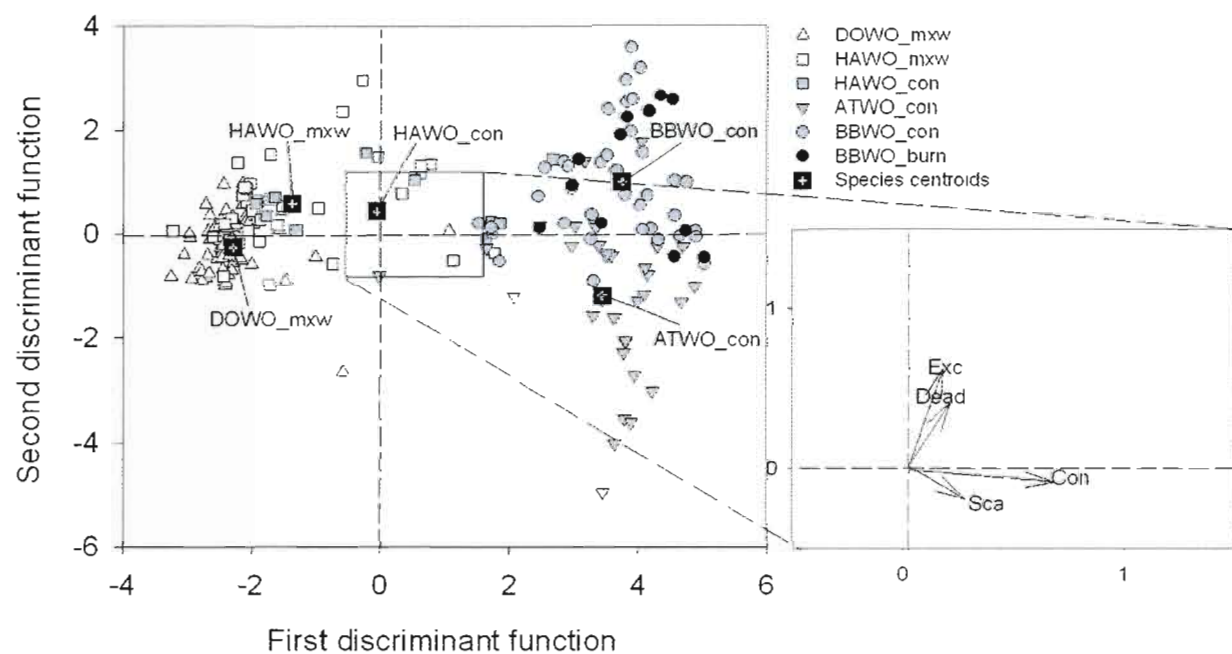 4
2
0
-2
-4
-6
-4
-2
0
2
4
6
Second discriminant function
First discriminant function
HAWO_mxw
HAWO_con
BBWO_con
DOWO_mxw
ATWO_con
DOWO_mxw
HAWO_mxw
HAWO_con
ATWO_con
BBWO_con
BBWO_burn
Species centroids
1
0
0
1
Exc
Dead
Con
Sca